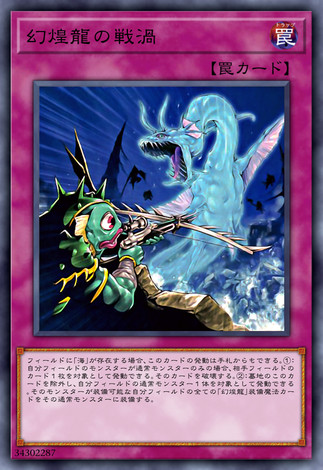 幻煌龍の戦渦
トラップ
罠
【罠カード】
フィールドに「海」が存在する場合、このカードの発動は手札からもできる。①:
自分フィールドのモンスターが通常モンスターのみの場合、相手フィールドの
カード1枚を対象として発動できる。そのカードを破壊する。②:墓地のこのカ
ードを除外し、自分フィールドの通常モンスター1体を対象として発動できる。
そのモンスターが装備可能な自分フィールドの全ての「幻煌龍」装備魔法カー
ドをその通常モンスターに装備する。
34302287